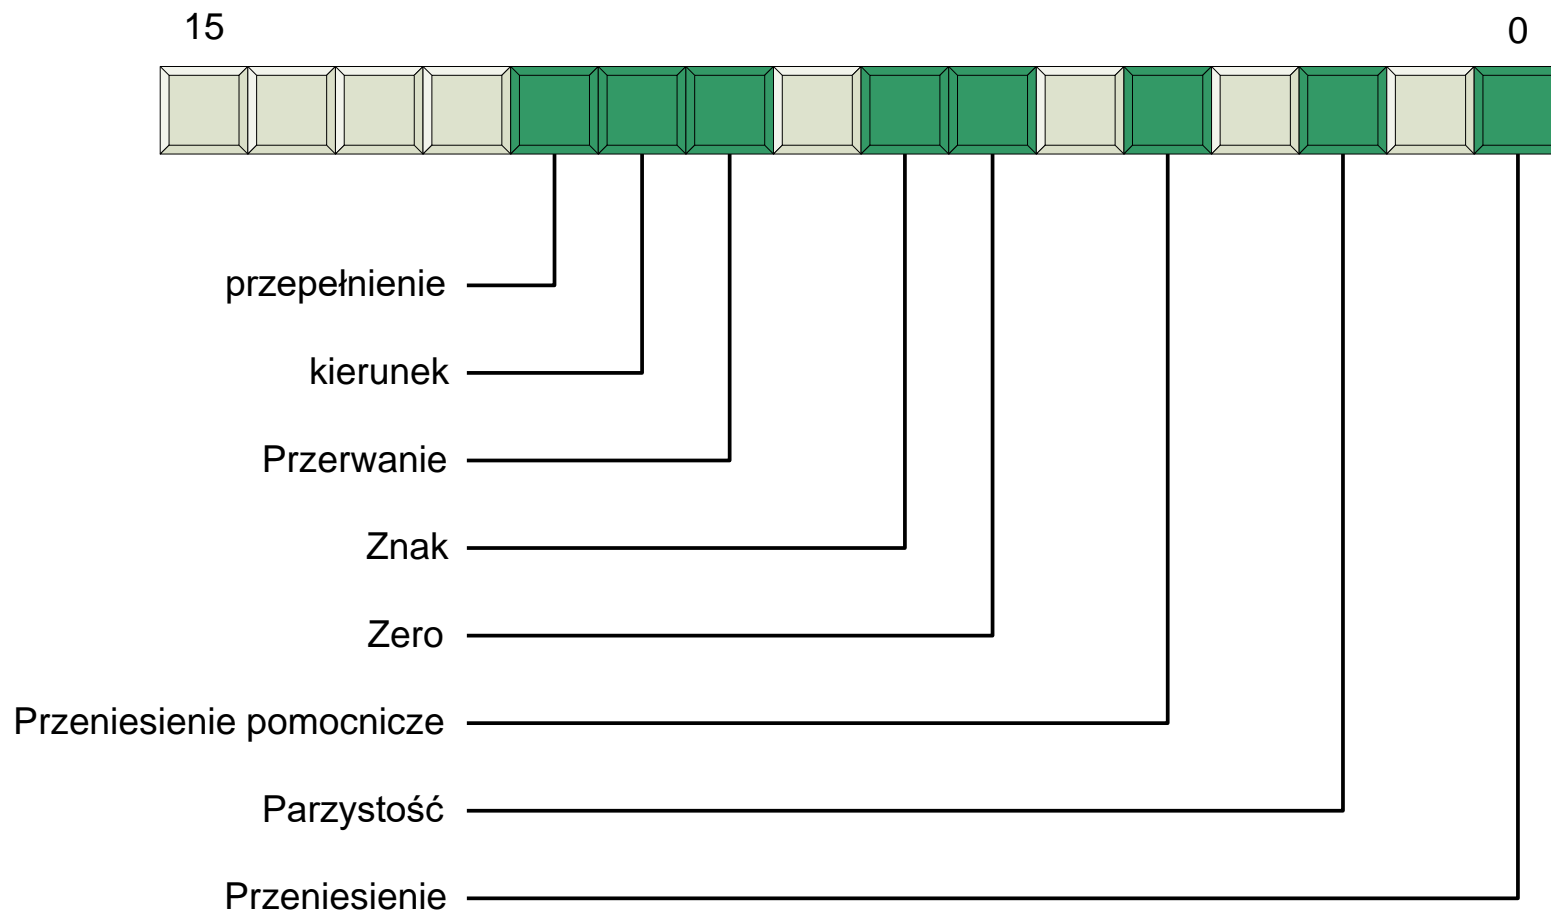 15 0
przepełnienie
kierunek
Przerwanie
Znak
Zero
Przeniesienie pomocnicze
Parzystość
Przeniesienie